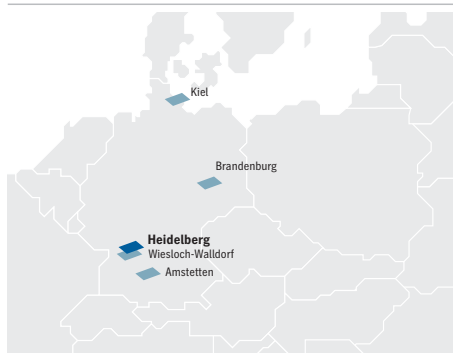 Kiel
Brandenburg
Heidelberg
Wiesloch-Walldorf
Amstetten